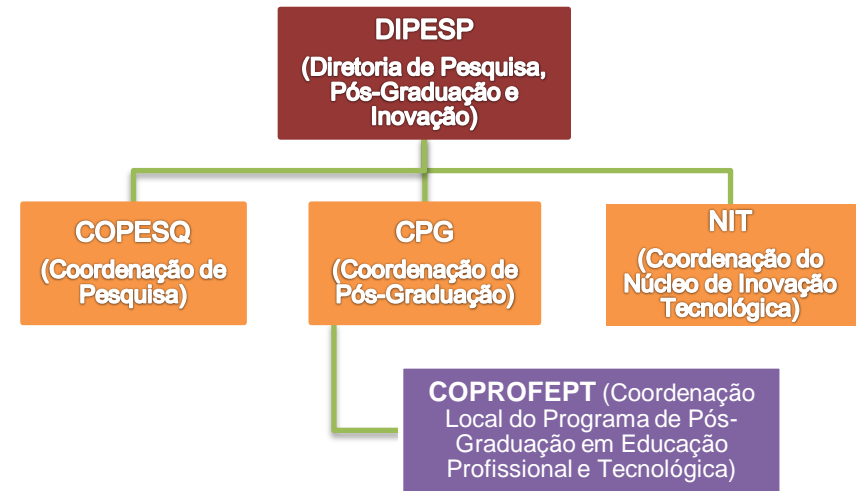 DIPESP
(Diretoria de Pesquisa,
Pós-Graduação e
Inovação)
COPESQ
(Coordenação de
Pesquisa)
CPG
(Coordenação de
Pós-Graduação)
NIT
(Coordenação do
Núcleo de Inovação
Tecnológica)
COPROFEPT (Coordenação
Local do Programa de Pós-
Graduação em Educação
Profissional e Tecnológica)